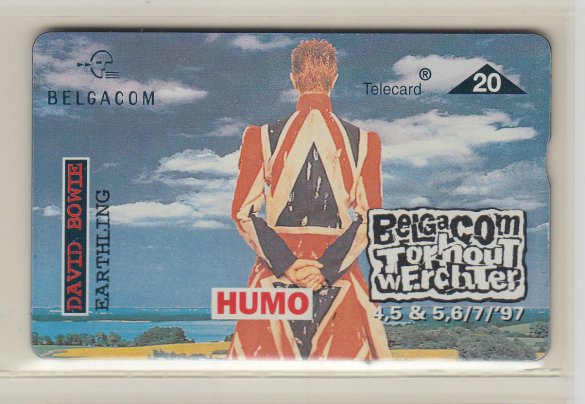 BELGACOM
Telecard®
20
DAVID BOWIE
EARTHLING
HUMO
BELGACOM
TORHOUT
WERCHTER
4,5 & 5,6/7/'97